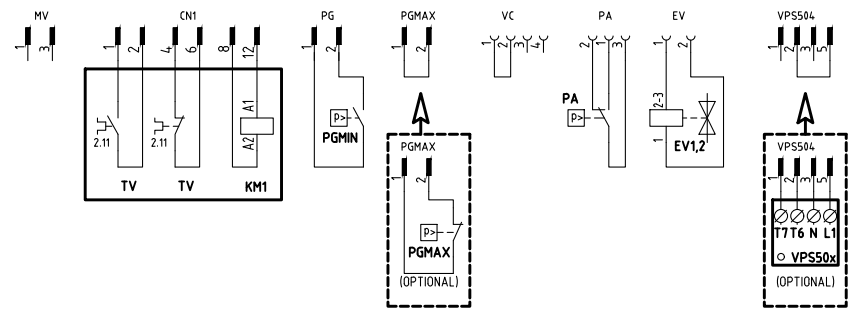 MV CN1 PG PGMAX VC PA EV VPS504
1 3 1 2 4 6 8 12 1 2 1 2 1 2 3 4 2 1 3 1 2 1 2 3 5
A1
2.11 2.11
A2
TV TV KM1
P>
PGMIN
PA
P>
2-3
1
EV1,2
PGMAX
1 2
P>
PGMAX
(OPTIONAL)
VPS504
1 2 3 5
T7 T6 N L1
VPS50x
(OPTIONAL)